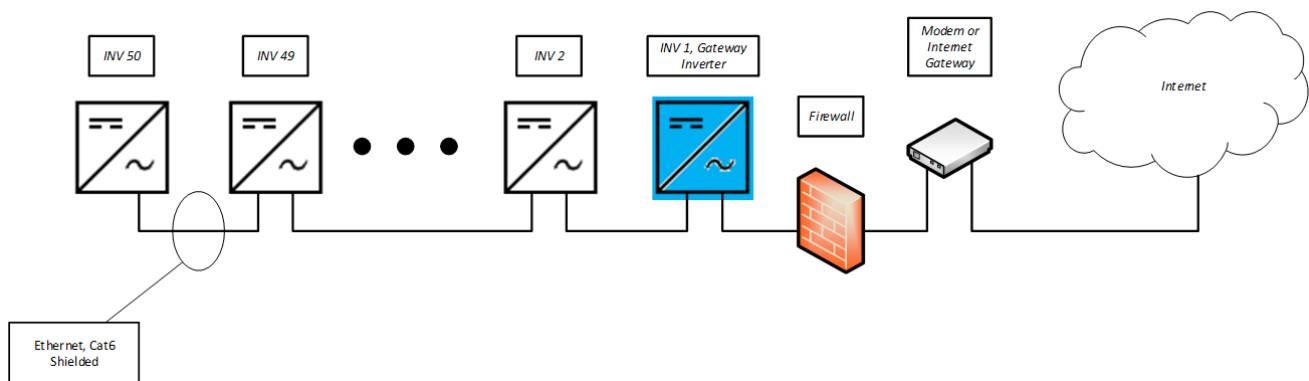 INV 50
INV 49
INV 2
INV 1, Gateway
Inverter
Firewall
Modem or
Internet
Gateway
Internet
Ethernet, Cat6
Shielded